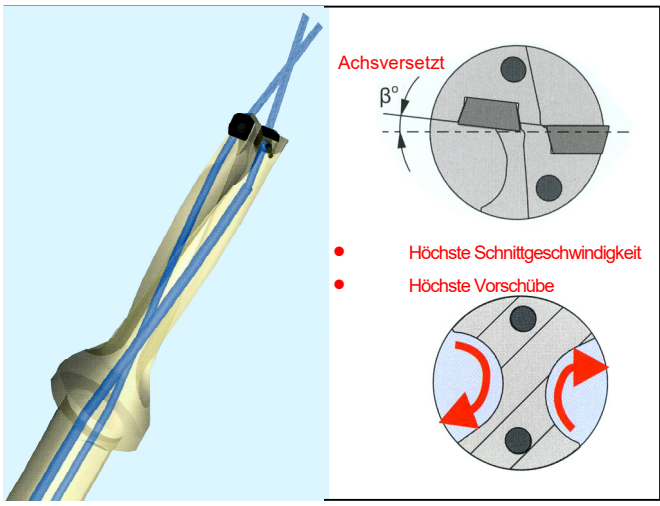 Achsversetzt
β°
● Höchste Schnittgeschwindigkeit
● Höchste Vorschübe